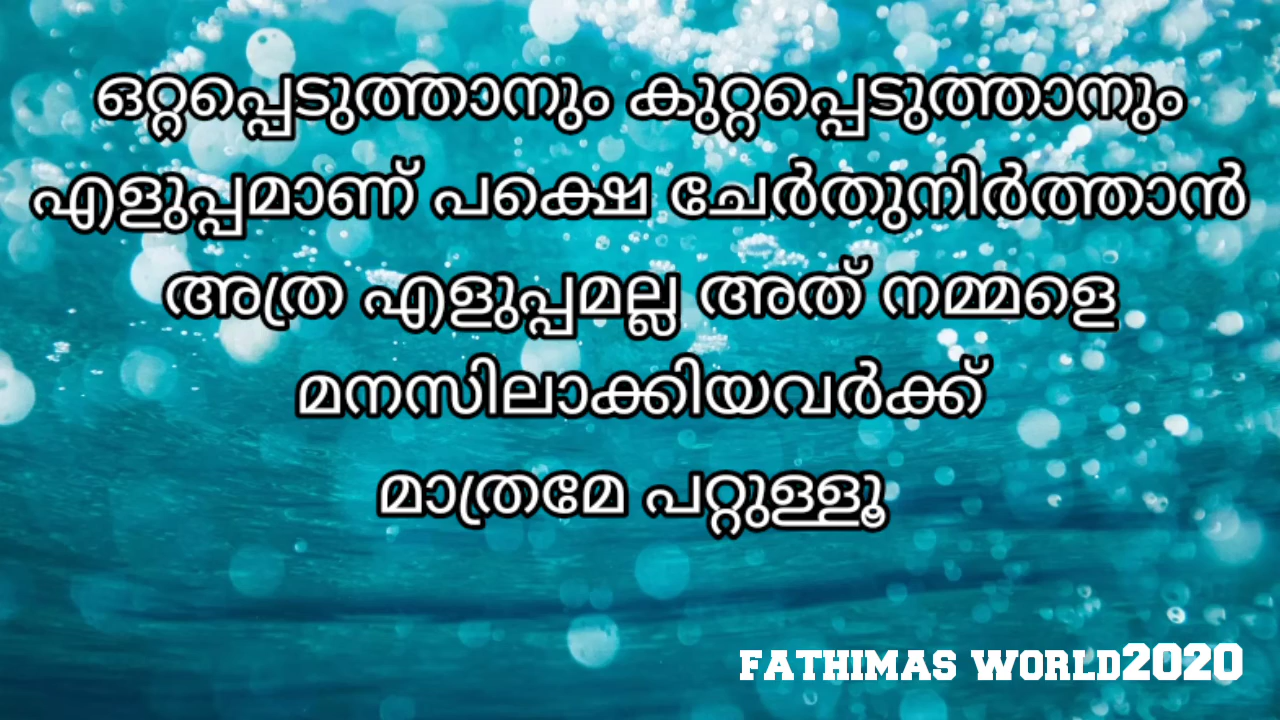 ഒറ്റപ്പെടുത്താനും കുറ്റപ്പെടുത്താനും
എളുപ്പമാണ് പക്ഷെ ചേർതുനിർത്താൻ
അത്ര എളുപ്പമല്ല അത് നമ്മളെ
മനസിലാക്കിയവർക്ക്
മാത്രമേ പറ്റുള്ളൂ
FATHIMAS WORLD2020